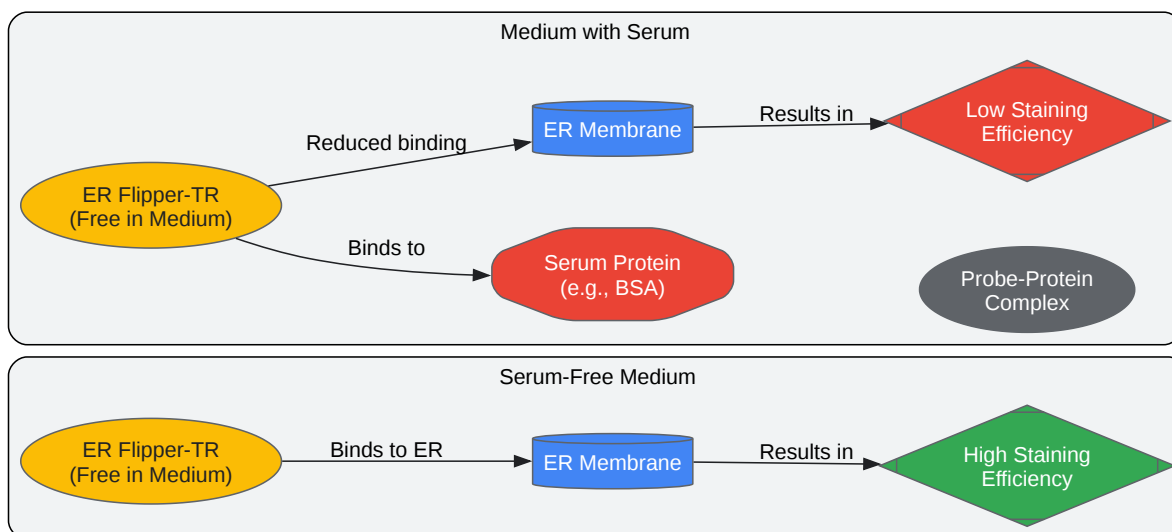 Medium with Serum
ER Flipper-TR
(Free in Medium)
Reduced binding
ER Membrane
Results in
Low Staining
Efficiency
Binds to
Serum Protein
(e.g., BSA)
Probe-Protein
Complex
Serum-Free Medium
ER Flipper-TR
(Free in Medium)
Binds to ER
ER Membrane
Results in
High Staining
Efficiency